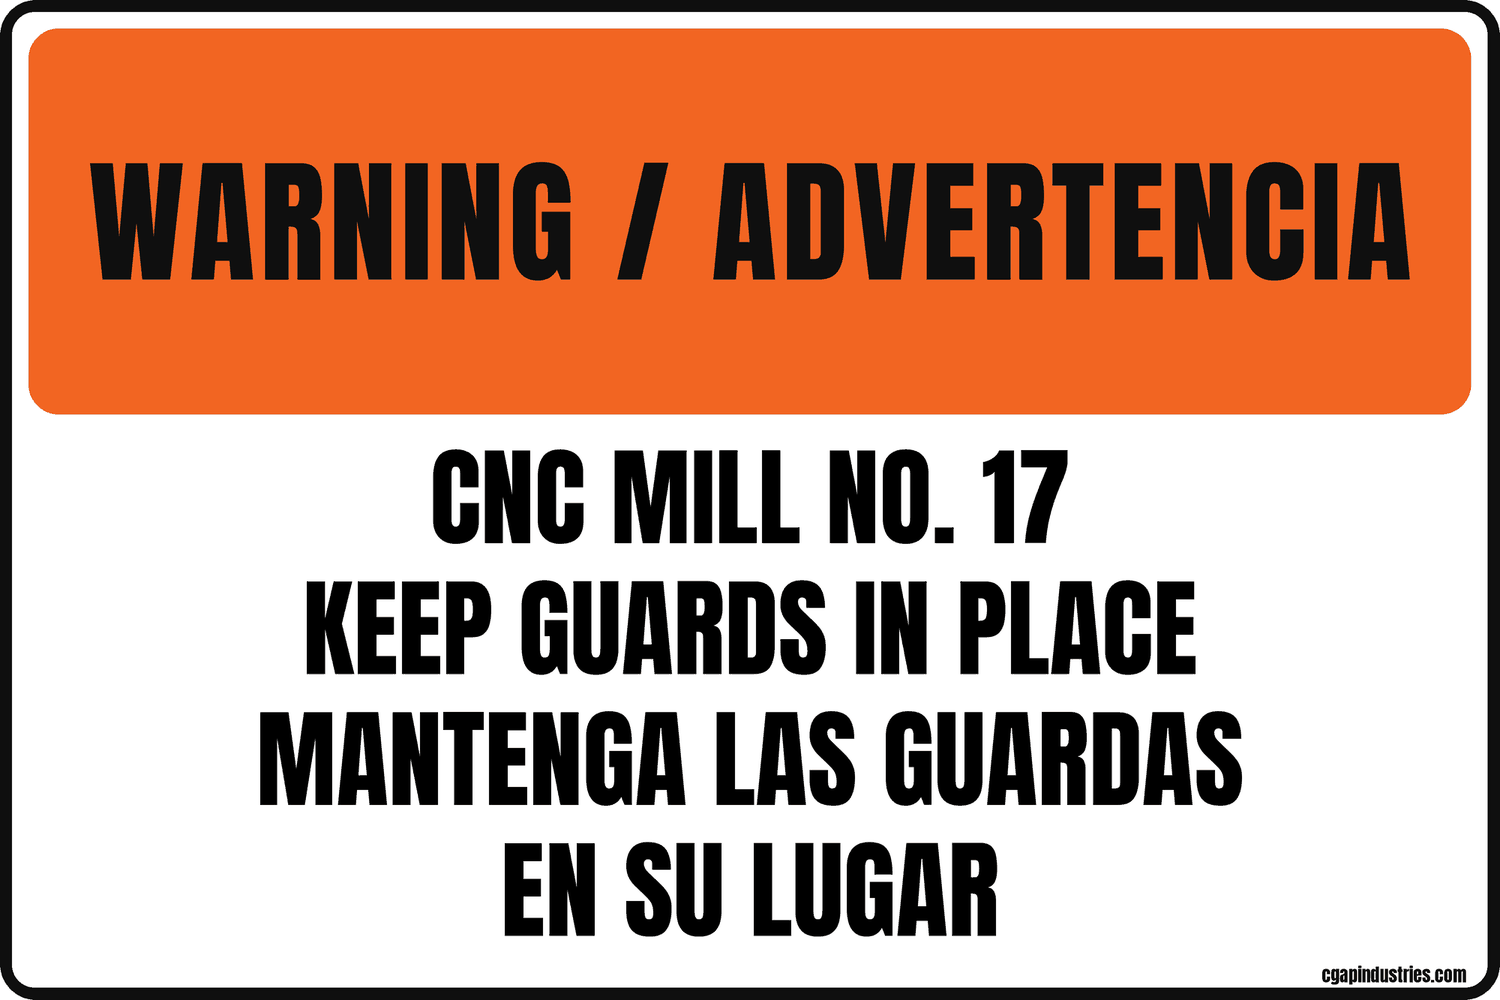 WARNING / ADVERTENCIA
CNC MILL NO. 17
KEEP GUARDS IN PLACE
MANTENGA LAS GUARDAS
EN SU LUGAR
cgapindustries.com